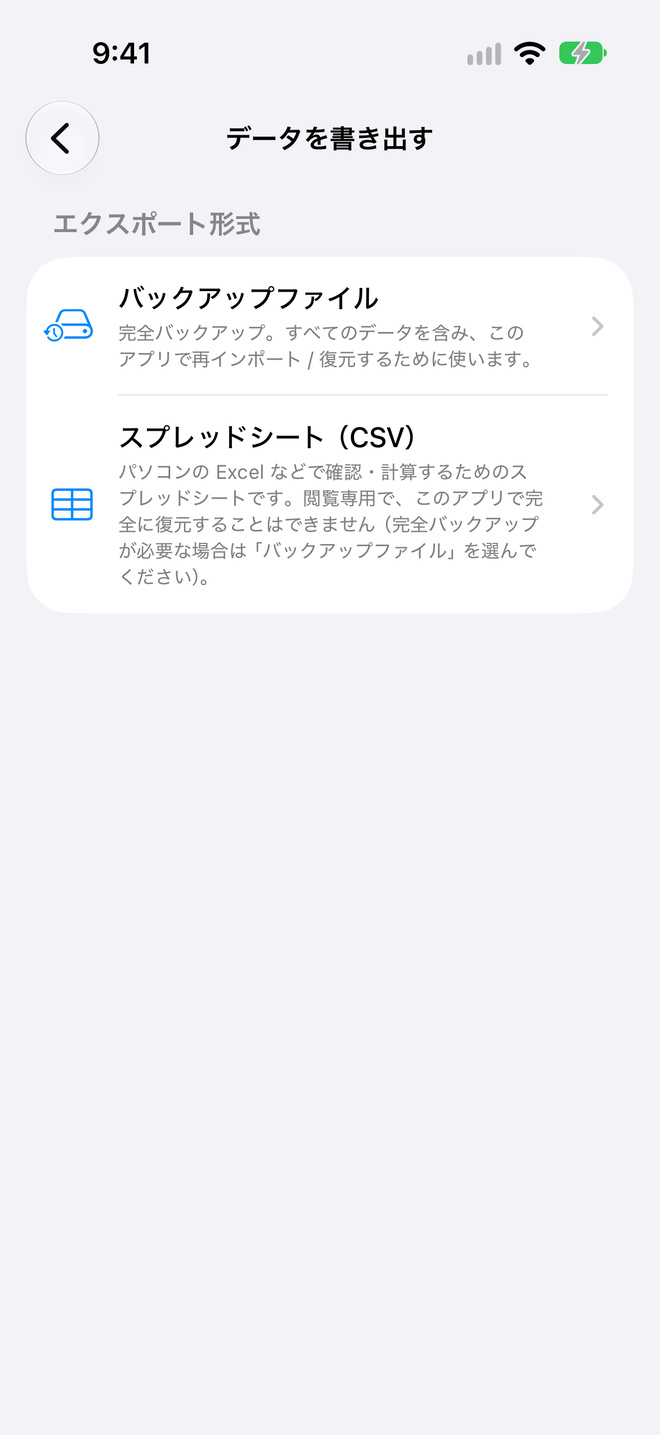 9:41
データを書き出す
エクスポート形式
バックアップファイル
完全バックアップ。すべてのデータを含み、この
アプリで再インポート / 復元するために使います。
スプレッドシート（CSV）
パソコンの Excel などで確認・計算するためのス
プレッドシートです。閲覧専用で、このアプリで完
全に復元することはできません（完全バックアップ
が必要な場合は「バックアップファイル」を選んで
ください）。